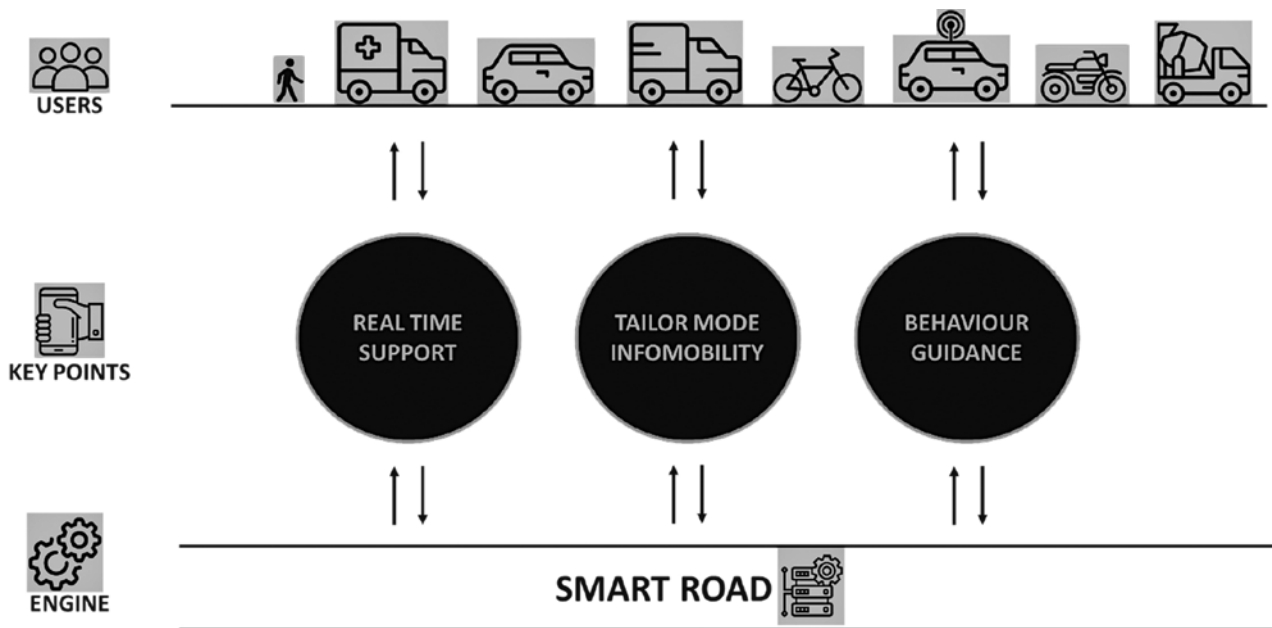 USERS
KEY POINTS
REAL TIME
SUPPORT
TAILOR MODE
INFOMOBILITY
BEHAVIOUR
GUIDANCE
ENGINE
SMART ROAD